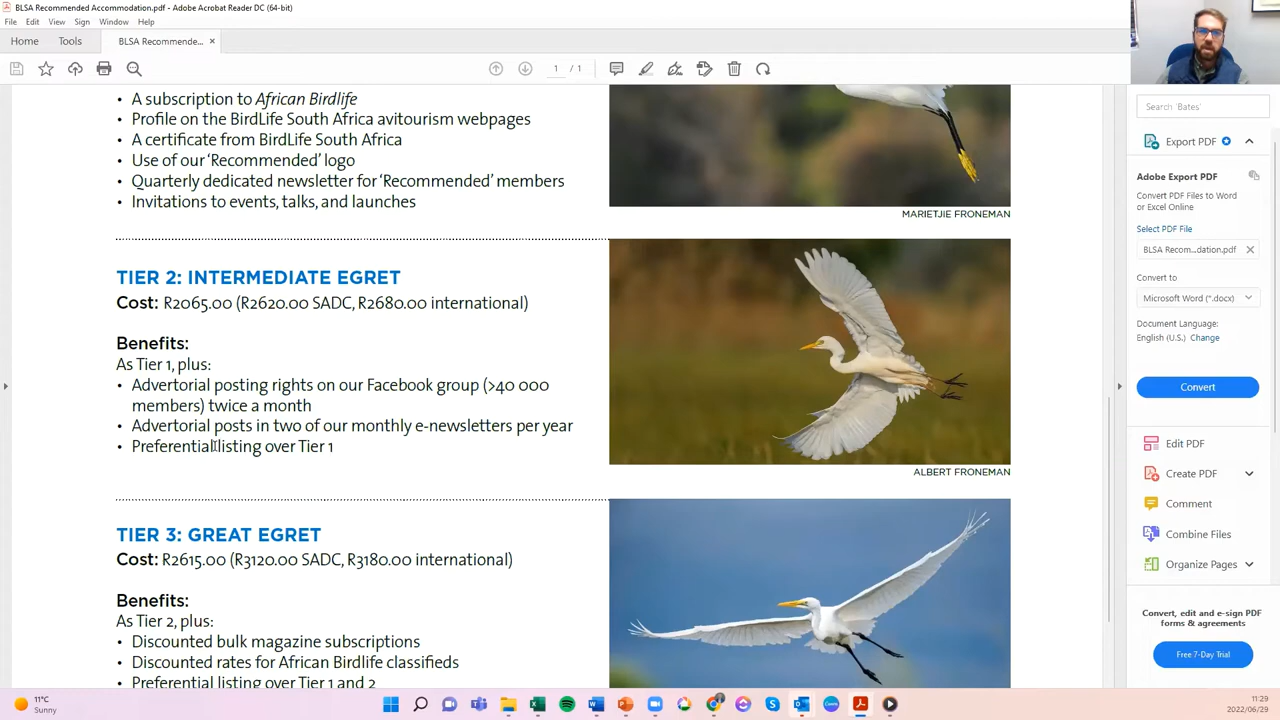 BLSA Recommended Accommodation.pdf - Adobe Acrobat Reader DC (64-bit)
File Edit View Sign Window Help
Home Tools BLSA Recommende... ×
1 / 1
Search 'Bates'
• A subscription to African Birdlife
• Profile on the BirdLife South Africa avitourism webpages
• A certificate from BirdLife South Africa
• Use of our 'Recommended' logo
• Quarterly dedicated newsletter for 'Recommended' members
• Invitations to events, talks, and launches
MARIETJIE FRONEMAN
TIER 2: INTERMEDIATE EGRET
Cost: R2065.00 (R2620.00 SADC, R2680.00 international)
Benefits:
As Tier 1, plus:
• Advertorial posting rights on our Facebook group (>40 000
members) twice a month
• Advertorial posts in two of our monthly e-newsletters per year
• Preferential listing over Tier 1
ALBERT FRONEMAN
TIER 3: GREAT EGRET
Cost: R2615.00 (R3120.00 SADC, R3180.00 international)
Benefits:
As Tier 2, plus:
• Discounted bulk magazine subscriptions
• Discounted rates for African Birdlife classifieds
• Preferential listing over Tier 1 and 2
Export PDF
Adobe Export PDF
Convert PDF Files to Word
or Excel Online
Select PDF File
BLSA Recom...dation.pdf ×
Convert to
Microsoft Word (*.docx)
Document Language:
English (U.S.) Change
Convert
Edit PDF
Create PDF
Comment
Combine Files
Organize Pages
Convert, edit and e-sign PDF
forms & agreements
Free 7-Day Trial
11°C
Sunny
11:29
2022/06/29